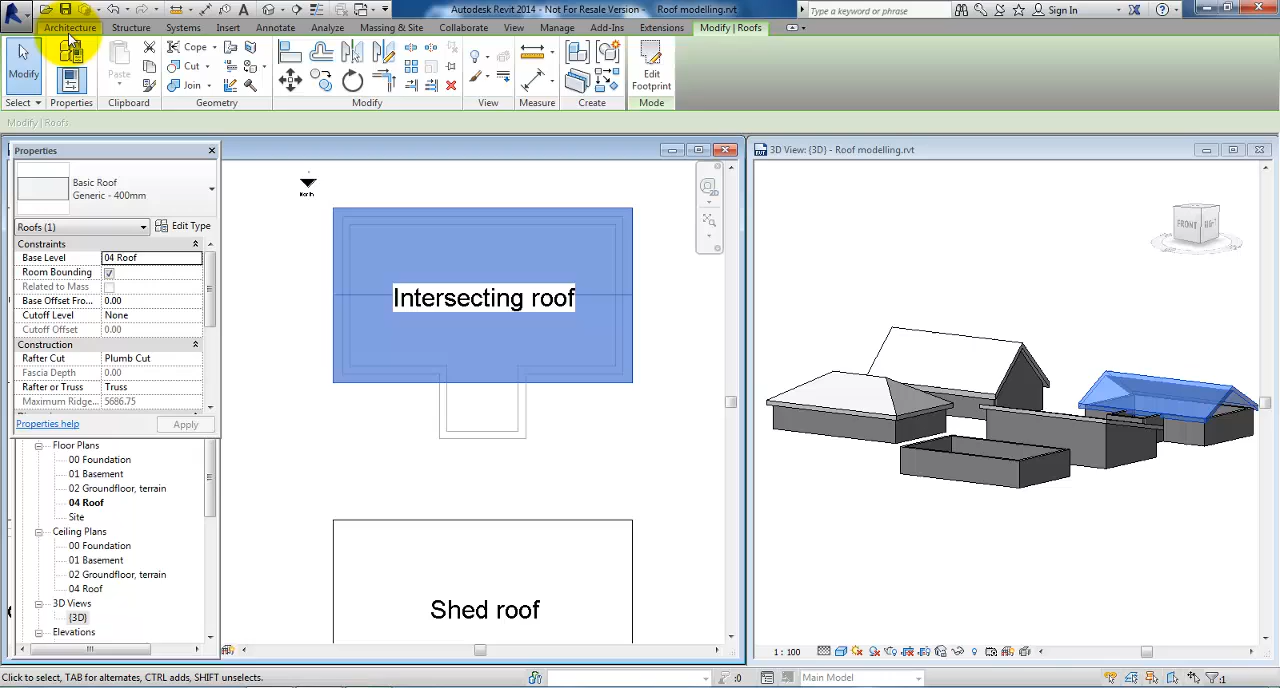 Autodesk Revit 2014 - Not For Resale Version - Roof modelling.rvt
Type a keyword or phrase
Sign In
Architecture Structure Systems Insert Annotate Analyze Massing & Site Collaborate View Manage Add-Ins Extensions Modify | Roofs
Modify
Paste
Cope
Cut
Join
Edit
Footprint
Select Properties Clipboard Geometry Modify View Measure Create Mode
Modify | Roofs
Properties
Basic Roof
Generic - 400mm
Roofs (1)
Edit Type
Constraints
Base Level 04 Roof
Room Bounding
Related to Mass
Base Offset Fro... 0.00
Cutoff Level None
Cutoff Offset 0.00
Construction
Rafter Cut Plumb Cut
Fascia Depth 0.00
Rafter or Truss Truss
Maximum Ridge... 5686.75
Properties help
Apply
Floor Plans
00 Foundation
01 Basement
02 Groundfloor, terrain
04 Roof
Site
Ceiling Plans
00 Foundation
01 Basement
02 Groundfloor, terrain
04 Roof
3D Views
{3D}
Elevations
Intersecting roof
Shed roof
3D View: {3D} - Roof modelling.rvt
FRONT
1 : 100
Click to select, TAB for alternates, CTRL adds, SHIFT unselects.
:0
Main Model
:1